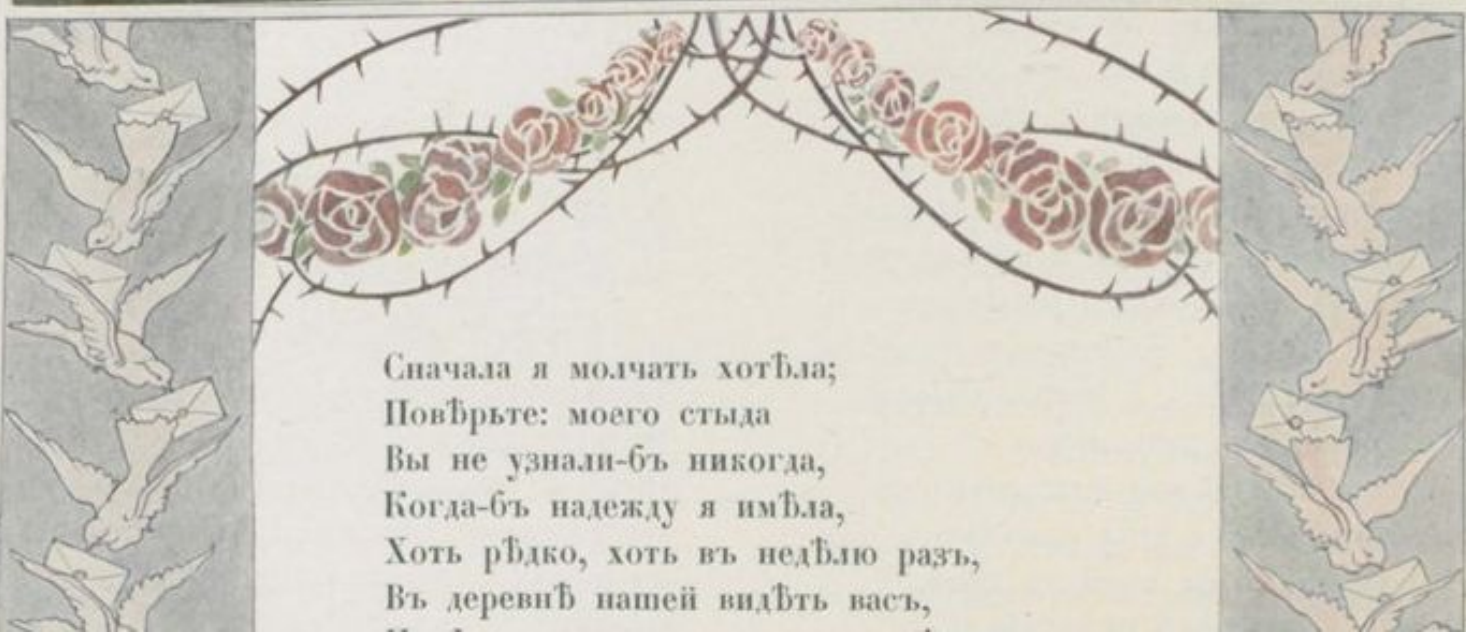 Сначала я молчать хотѣла;
Повѣрьте: моего стыда
Вы не узнали-бъ никогда,
Когда-бъ надежду я имѣла,
Хоть рѣдко, хоть въ недѣлю разъ,
Въ деревнѣ нашей видѣть васъ,